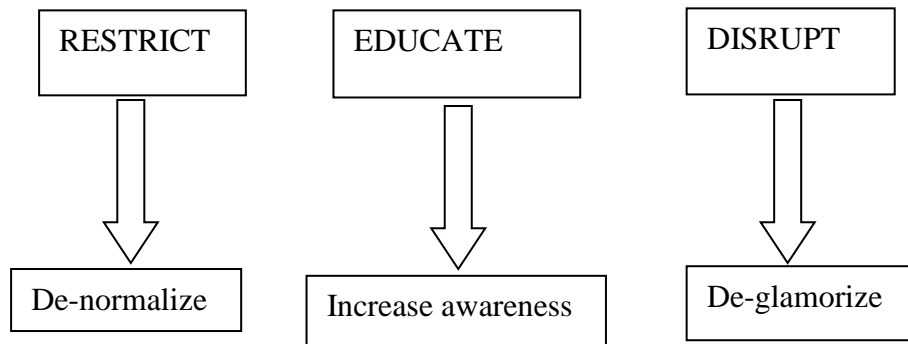 RESTRICT
EDUCATE
DISRUPT
De-normalize
Increase awareness
De-glamorize